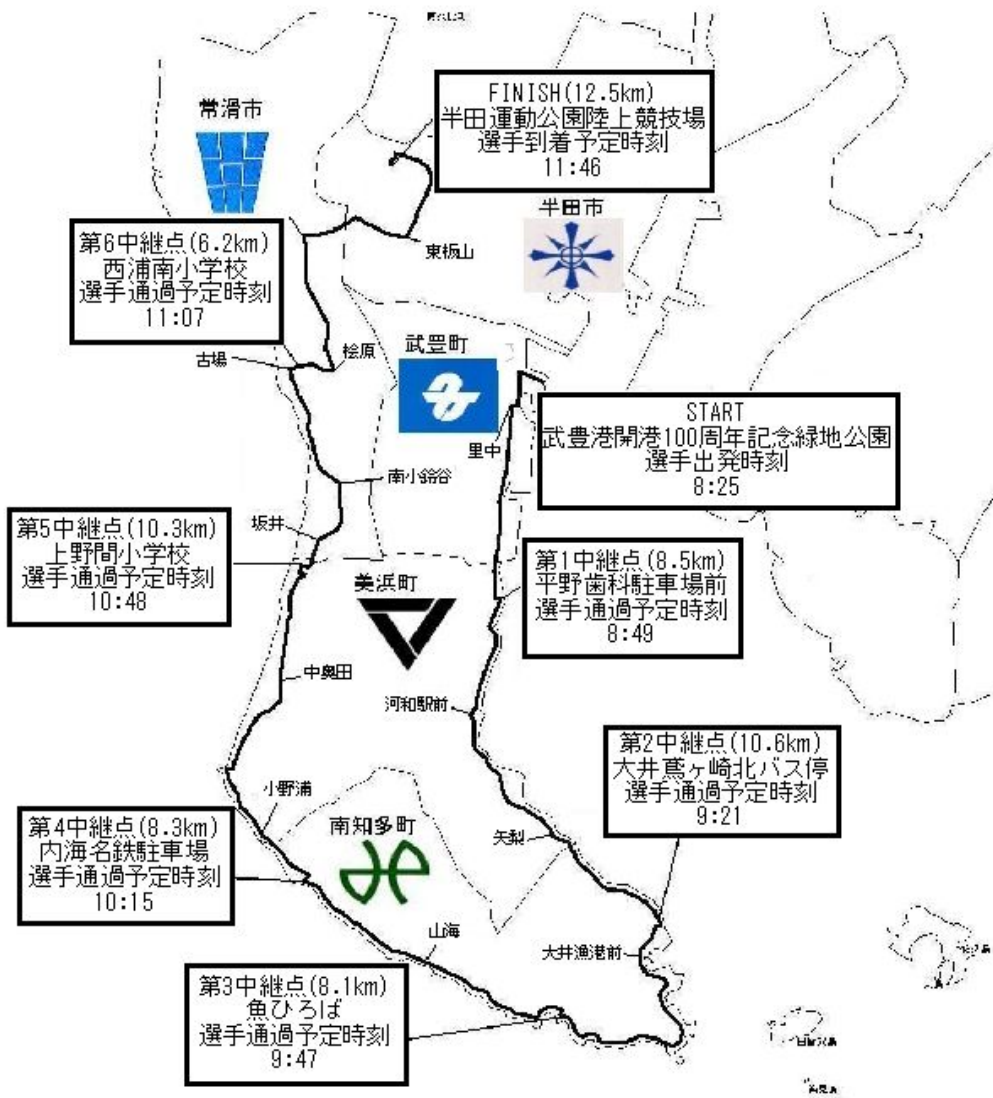 FINISH(12.5km)
半田運動公園陸上競技場
選手到着予定時刻
11:46
常滑市
半田市
第6中継点(6.2km)
西浦南小学校
選手通過予定時刻
11:07
東板山
古場
桧原
武豊町
START
武豊港開港100周年記念緑地公園
選手出発時刻
8:25
里中
南小鈴谷
坂井
第5中継点(10.3km)
上野間小学校
選手通過予定時刻
10:48
第1中継点(8.5km)
平野歯科駐車場前
選手通過予定時刻
8:49
美浜町
中奥田
河和駅前
第2中継点(10.6km)
大井鳶ヶ崎北バス停
選手通過予定時刻
9:21
小野浦
南知多町
矢梨
第4中継点(8.3km)
内海名鉄駐車場
選手通過予定時刻
10:15
山海
大井漁港前
第3中継点(8.1km)
魚ひろば
選手通過予定時刻
9:47